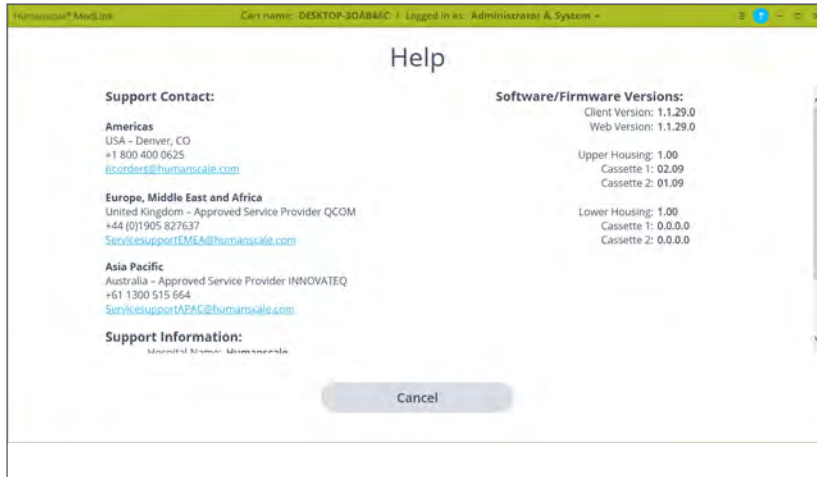 Humanscale® MedLink
Cart name: DESKTOP-3OAB4AC / Logged in as: Administrator A. System
Help
Support Contact:
Americas
USA – Denver, CO
+1 800 400 0625
hcorders@humanscale.com
Europe, Middle East and Africa
United Kingdom – Approved Service Provider QCOM
+44 (0)1905 827637
ServicesupportEMEA@humanscale.com
Asia Pacific
Australia – Approved Service Provider INNOVATEQ
+61 1300 515 664
ServicesupportAPAC@humanscale.com
Support Information:
Hospital Name: Humanscale
Software/Firmware Versions:
Client Version: 1.1.29.0
Web Version: 1.1.29.0
Upper Housing: 1.00
Cassette 1: 02.09
Cassette 2: 01.09
Lower Housing: 1.00
Cassette 1: 0.0.0.0
Cassette 2: 0.0.0.0
Cancel